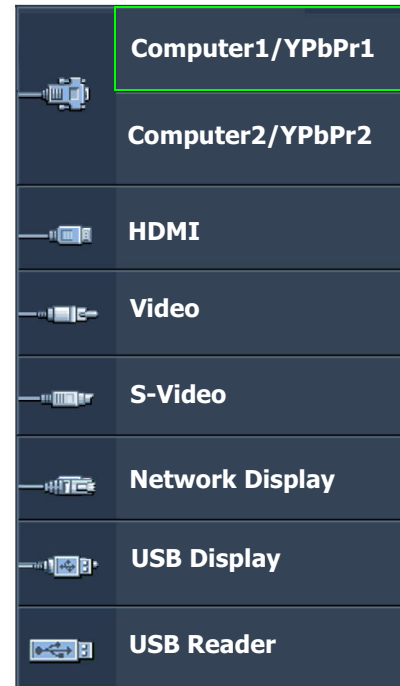 Computer1/YPbPr1
Computer2/YPbPr2
HDMI
Video
S-Video
Network Display
USB Display
USB Reader